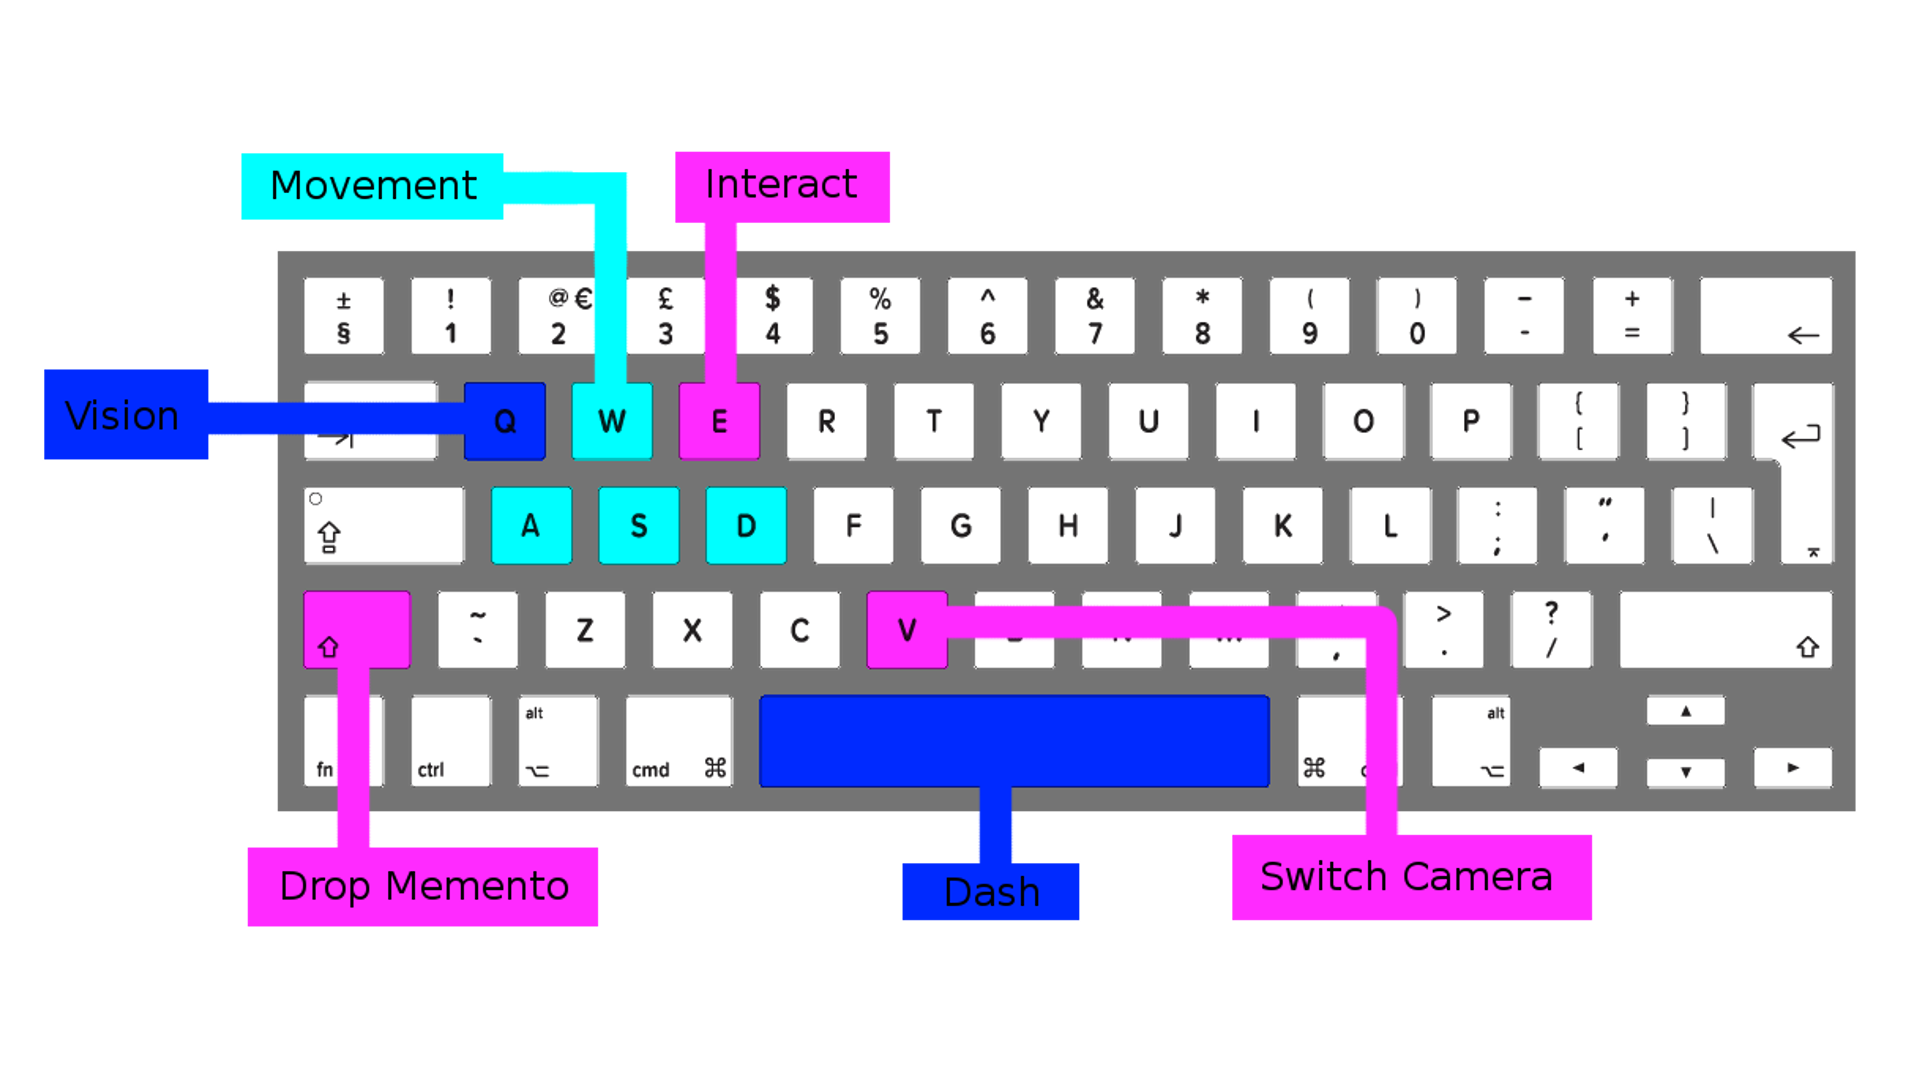 Movement
Interact
± ! @ € £ $ % ^ & * ( ) – +
§ 1 2 3 4 5 6 7 8 9 0 - =
Vision
Q W E R T Y U I O P { [ } ]
A S D F G H J K L : ; " ' | \
~ ` Z X C V , > . ? /
alt alt
fn ctrl cmd ⌘ ⌘
Drop Memento
Dash
Switch Camera